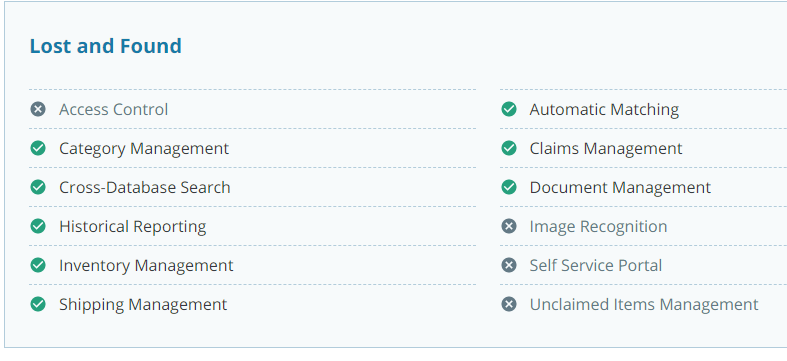 Lost and Found
Access Control
Automatic Matching
Category Management
Claims Management
Cross-Database Search
Document Management
Historical Reporting
Image Recognition
Inventory Management
Self Service Portal
Shipping Management
Unclaimed Items Management